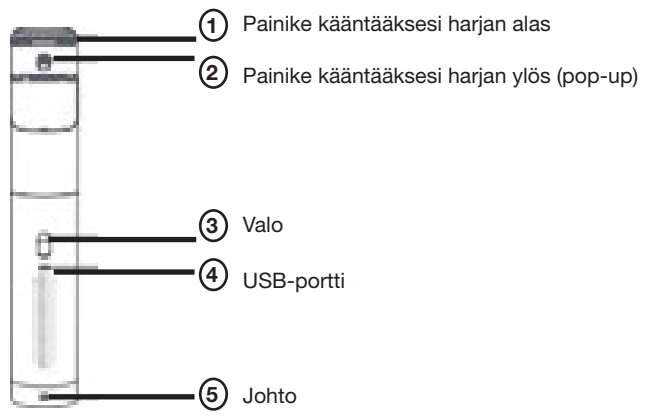 1 Painike kääntääksesi harjan alas
2 Painike kääntääksesi harjan ylös (pop-up)
3 Valo
4 USB-portti
5 Johto